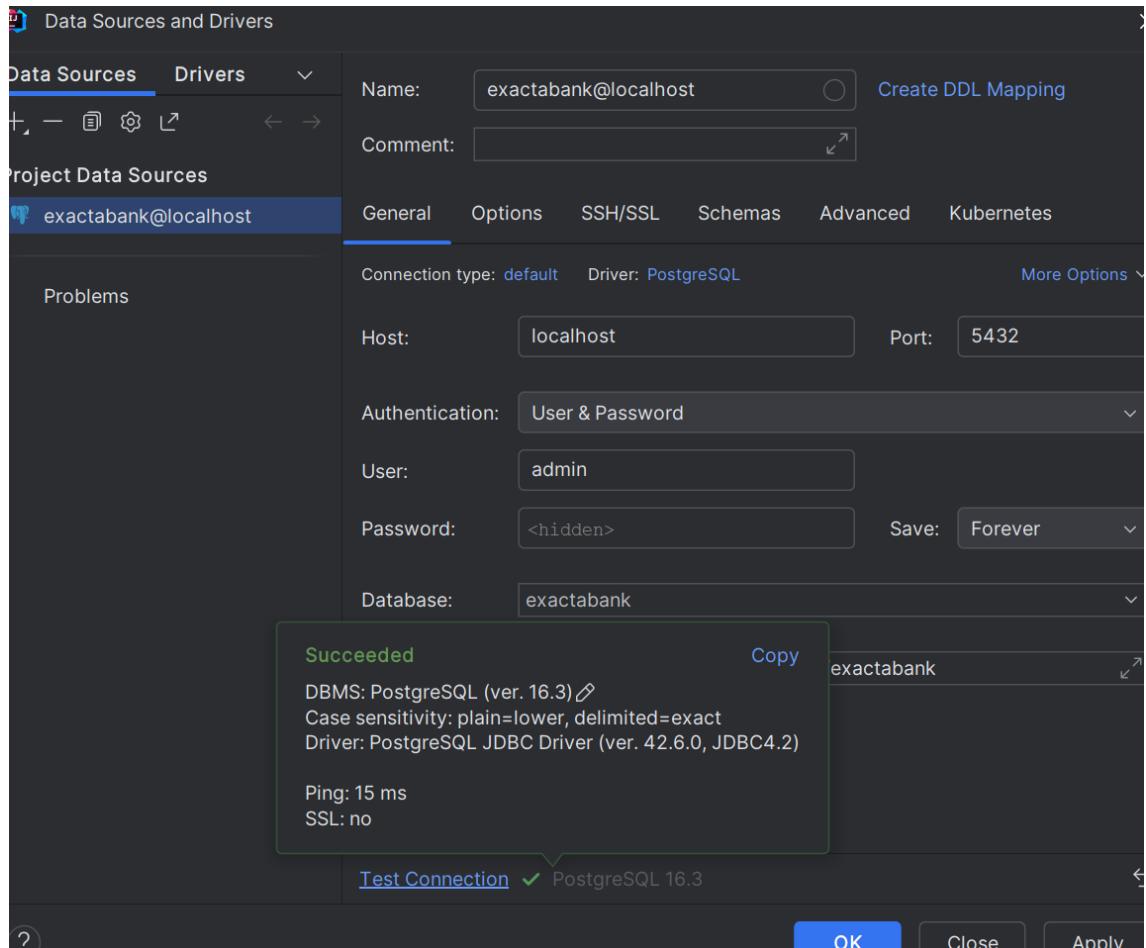 Data Sources and Drivers
Data Sources Drivers
Project Data Sources
exactabank@localhost
Problems
Name: exactabank@localhost Create DDL Mapping
Comment:
General Options SSH/SSL Schemas Advanced Kubernetes
Connection type: default Driver: PostgreSQL More Options
Host: localhost Port: 5432
Authentication: User & Password
User: admin
Password: <hidden> Save: Forever
Database: exactabank
exactabank
Succeeded Copy
DBMS: PostgreSQL (ver. 16.3)
Case sensitivity: plain=lower, delimited=exact
Driver: PostgreSQL JDBC Driver (ver. 42.6.0, JDBC4.2)
Ping: 15 ms
SSL: no
Test Connection PostgreSQL 16.3
? OK Close Apply